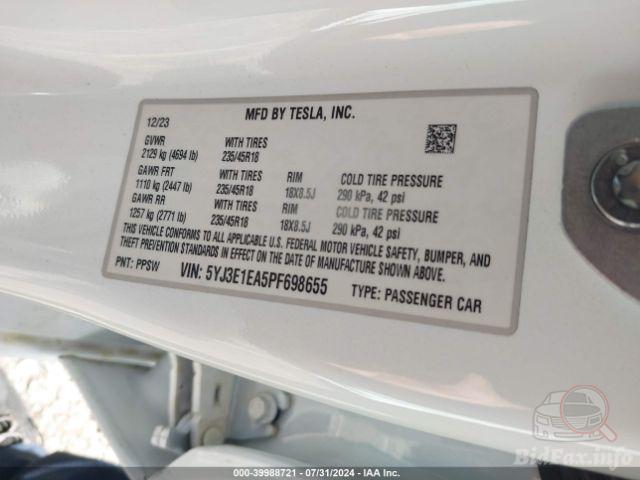 MFD BY TESLA, INC.
12/23
GVWR WITH TIRES
2129 kg (4694 lb) 235/45R18
GAWR FRT WITH TIRES RIM COLD TIRE PRESSURE
1110 kg (2447 lb) 235/45R18 18X8.5J 290 kPa, 42 psi
GAWR RR WITH TIRES RIM COLD TIRE PRESSURE
1257 kg (2771 lb) 235/45R18 18X8.5J 290 kPa, 42 psi
THIS VEHICLE CONFORMS TO ALL APPLICABLE U.S. FEDERAL MOTOR VEHICLE SAFETY, BUMPER, AND
THEFT PREVENTION STANDARDS IN EFFECT ON THE DATE OF MANUFACTURE SHOWN ABOVE.
PNT: PPSW VIN: 5YJ3E1EA5PF698655 TYPE: PASSENGER CAR
BidFax.info
000-39988721 - 07/31/2024 - IAA Inc.